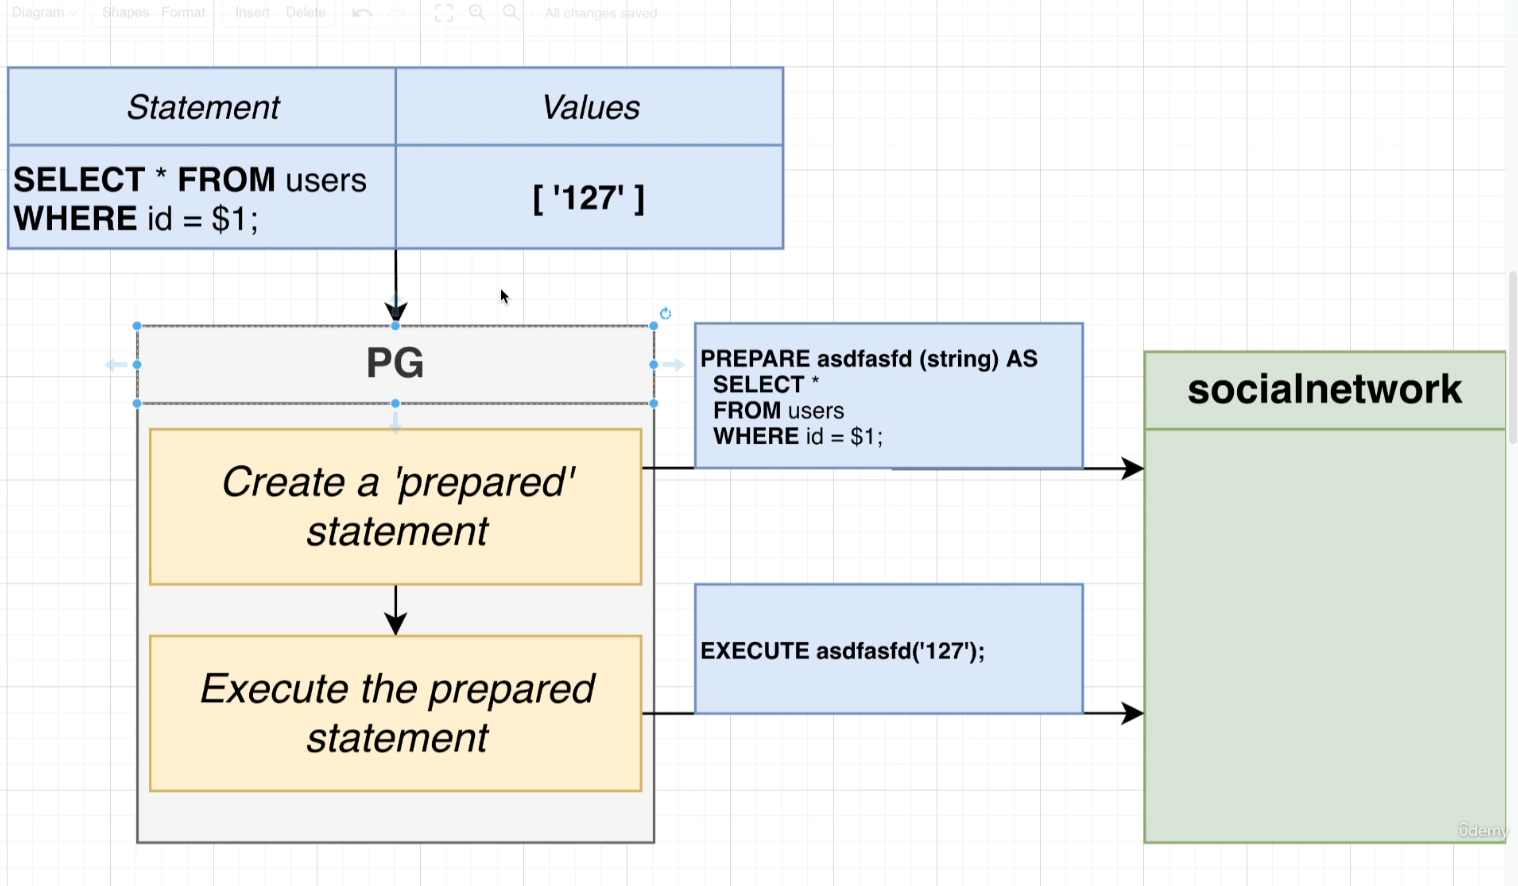 Diagram
Shapes
Format
Insert
Delete
All changes saved
Statement
Values
SELECT * FROM users
WHERE id = $1;
[ '127' ]
PG
PREPARE asdfasfd (string) AS
SELECT *
FROM users
WHERE id = $1;
socialnetwork
Create a 'prepared'
statement
EXECUTE asdfasfd('127');
Execute the prepared
statement
ûdemy